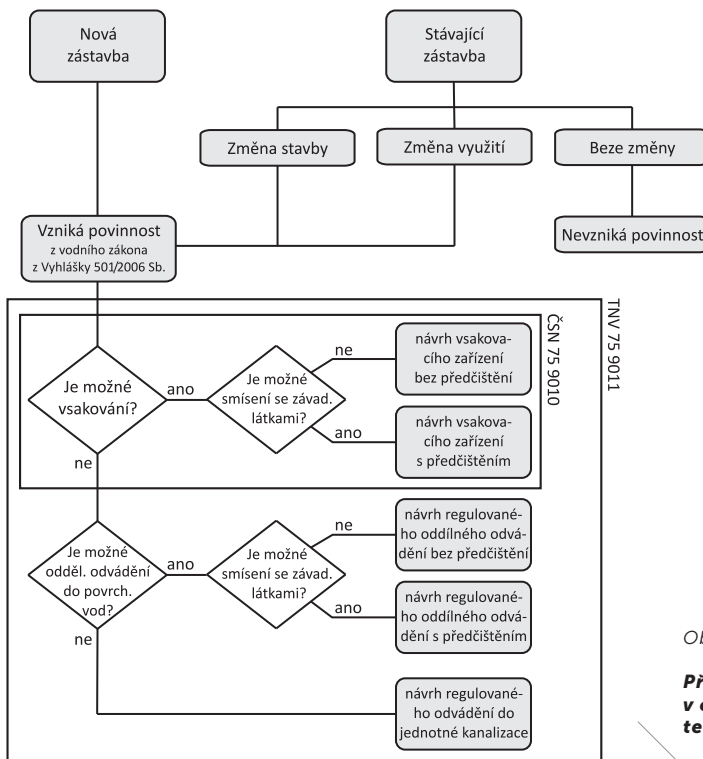 Nová
zástavba
Stávající
zástavba
Změna stavby
Změna využití
Beze změny
Vzniká povinnost
z vodního zákona
z Vyhlášky 501/2006 Sb.
Nevzniká povinnost
TNV 75 9011
ČSN 75 9010
Je možné
vsakování?
ano
Je možné
smísení se závad.
látkami?
ne
návrh vsakova-
cího zařízení
bez předčištění
ano
návrh vsakova-
cího zařízení
s předčištěním
ne
Je možné
odděl. odvádění
do povrch.
vod?
ano
Je možné
smísení se závad.
látkami?
ne
návrh regulované-
ho oddílného odvá-
dění bez předčištění
ano
návrh regulované-
ho oddílného odvá-
dění s předčištěním
ne
návrh regulované-
ho odvádění do
jednotné kanalizace